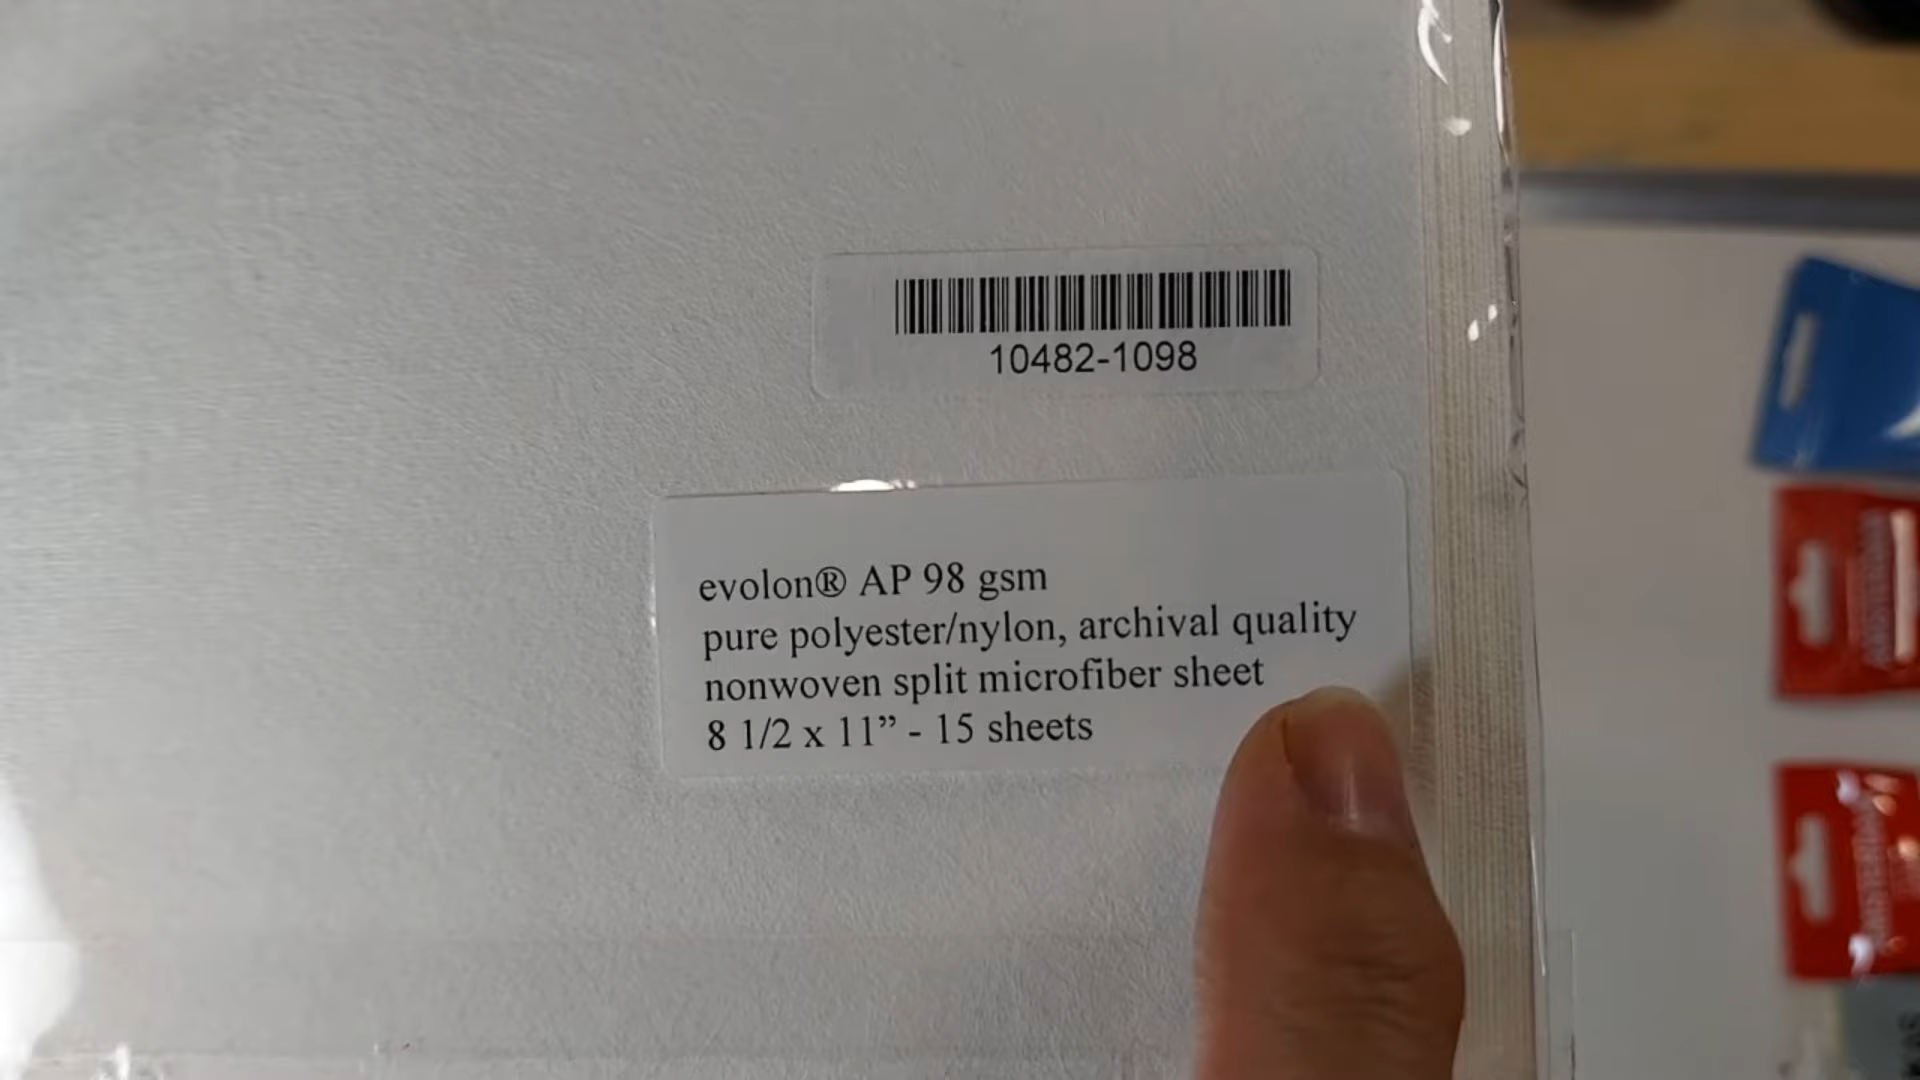 10482-1098
evolon® AP 98 gsm
pure polyester/nylon, archival quality
nonwoven split microfiber sheet
8 1/2 x 11” - 15 sheets